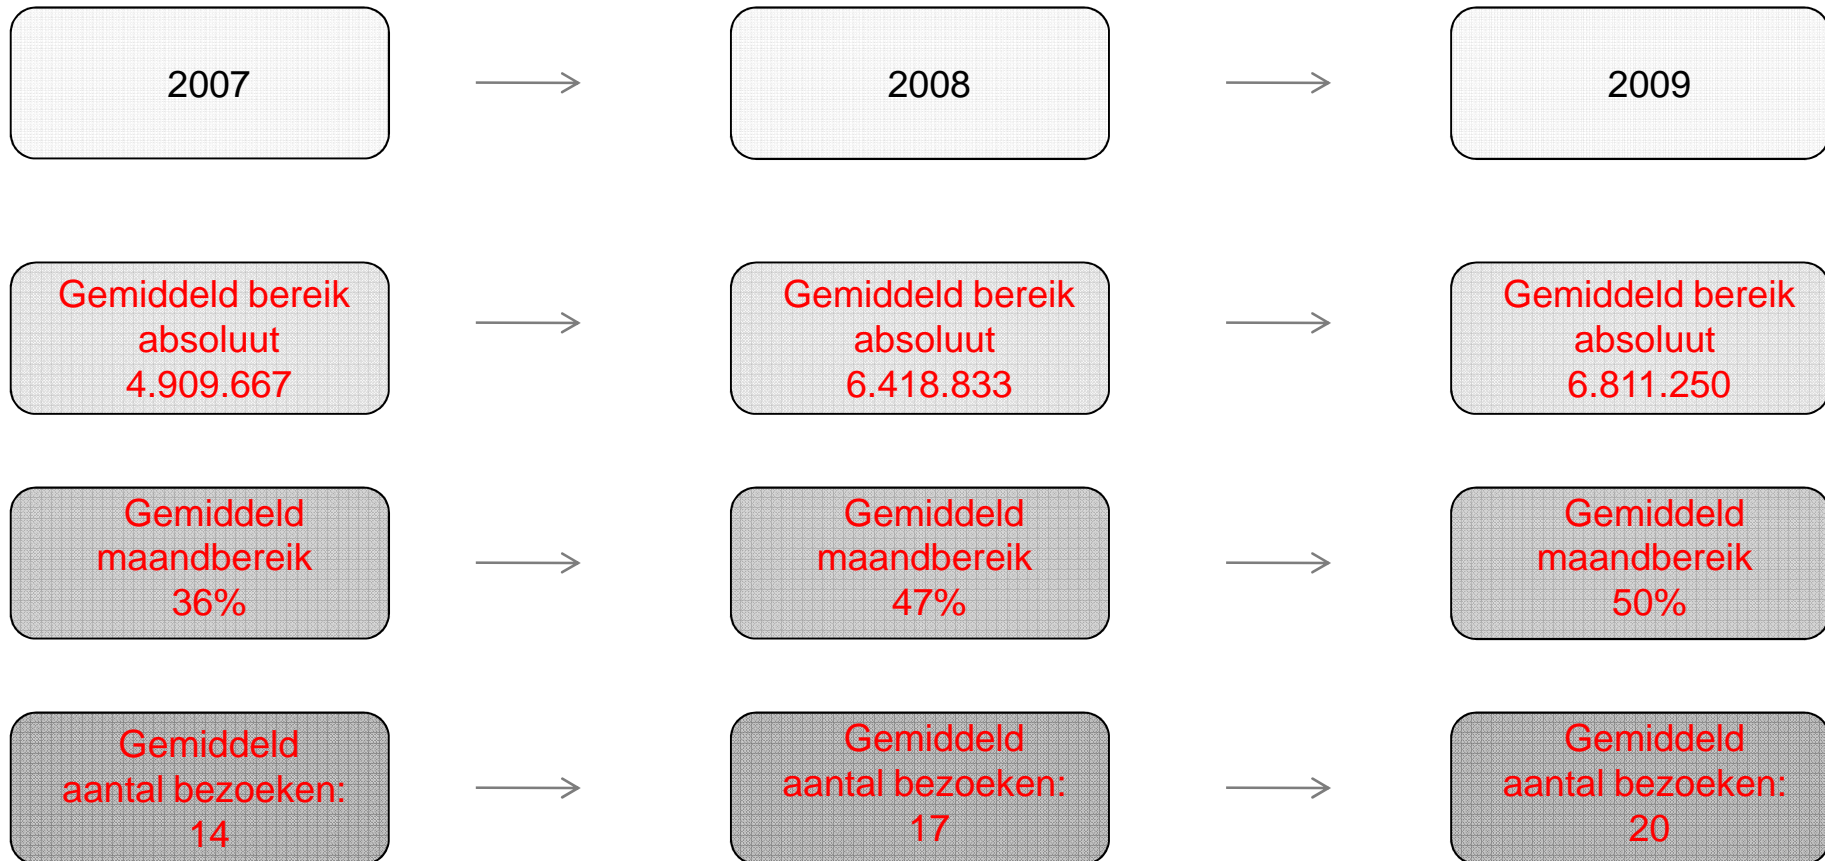 2007
2008
2009
Gemiddeld bereik
absoluut
4.909.667
Gemiddeld bereik
absoluut
6.418.833
Gemiddeld bereik
absoluut
6.811.250
Gemiddeld
maandbereik
36%
Gemiddeld
maandbereik
47%
Gemiddeld
maandbereik
50%
Gemiddeld
aantal bezoeken:
14
Gemiddeld
aantal bezoeken:
17
Gemiddeld
aantal bezoeken:
20